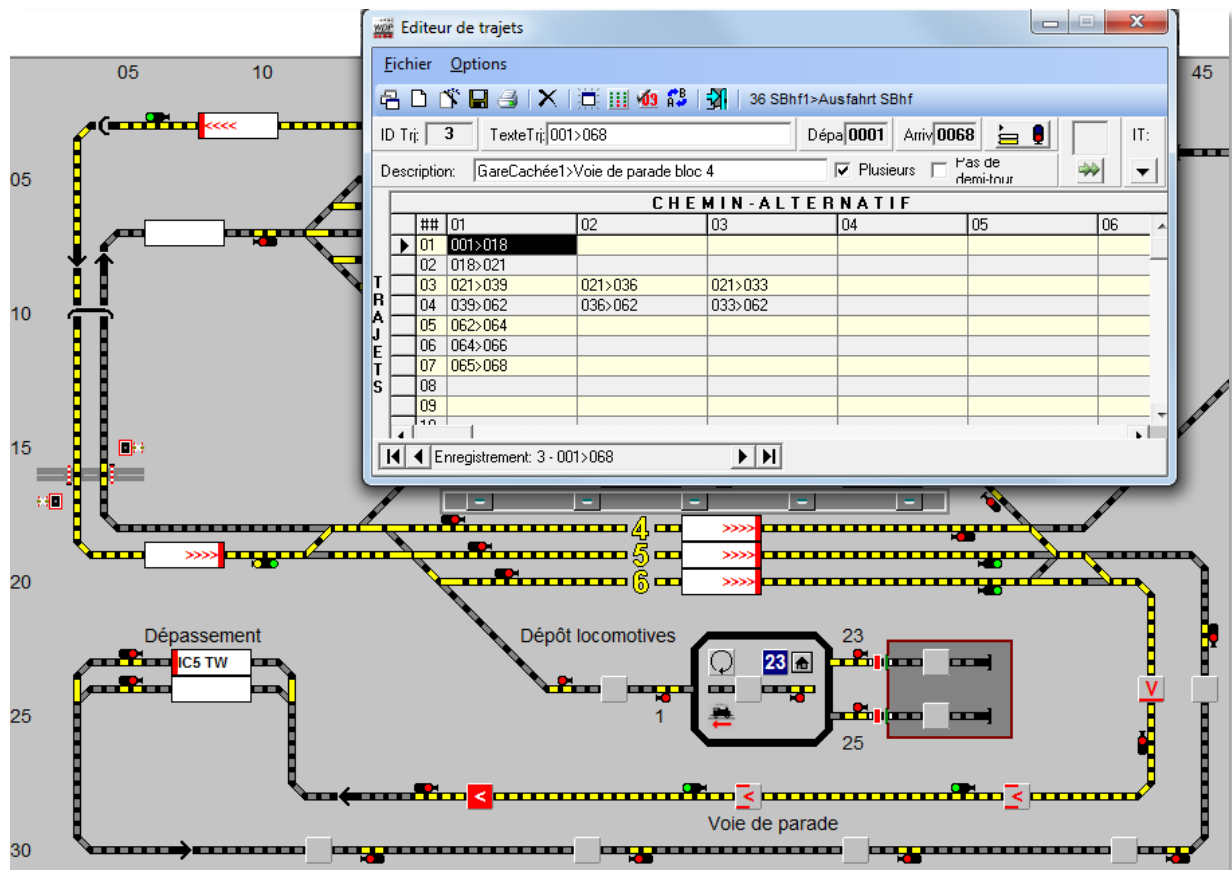 WDP Editeur de trajets
Fichier Options
09 A B 36 SBhf1>Ausfahrt SBhf
ID Trj: 3 TexteTrj: 001>068 Dépa 0001 Arriv 0068 IT:
Description: GareCachée1>Voie de parade bloc 4 Plusieurs Pas de demi-tour
CHEMIN-ALTERNATIF
## 01 02 03 04 05 06
01 001>018
02 018>021
03 021>039 021>036 021>033
04 039>062 036>062 033>062
05 062>064
06 064>066
07 065>068
08
09
10
TRAJETS
Enregistrement: 3 - 001>068
05 10 45
<<<<
05
10
15
4 >>>>
>>>> 5 >>>>
20
6 >>>>
Dépassement Dépôt locomotives 23
IC5 TW 23
V
25
1 25
< < <
Voie de parade
30